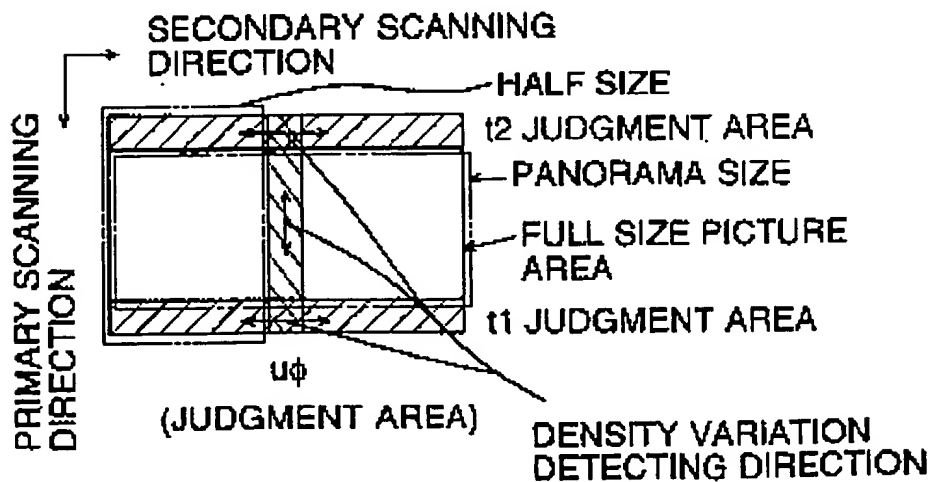 SECONDARY SCANNING
DIRECTION
HALF SIZE
t2 JUDGMENT AREA
PANORAMA SIZE
FULL SIZE PICTURE
AREA
t1 JUDGMENT AREA
PRIMARY SCANNING
DIRECTION
uϕ
(JUDGMENT AREA)
DENSITY VARIATION
DETECTING DIRECTION